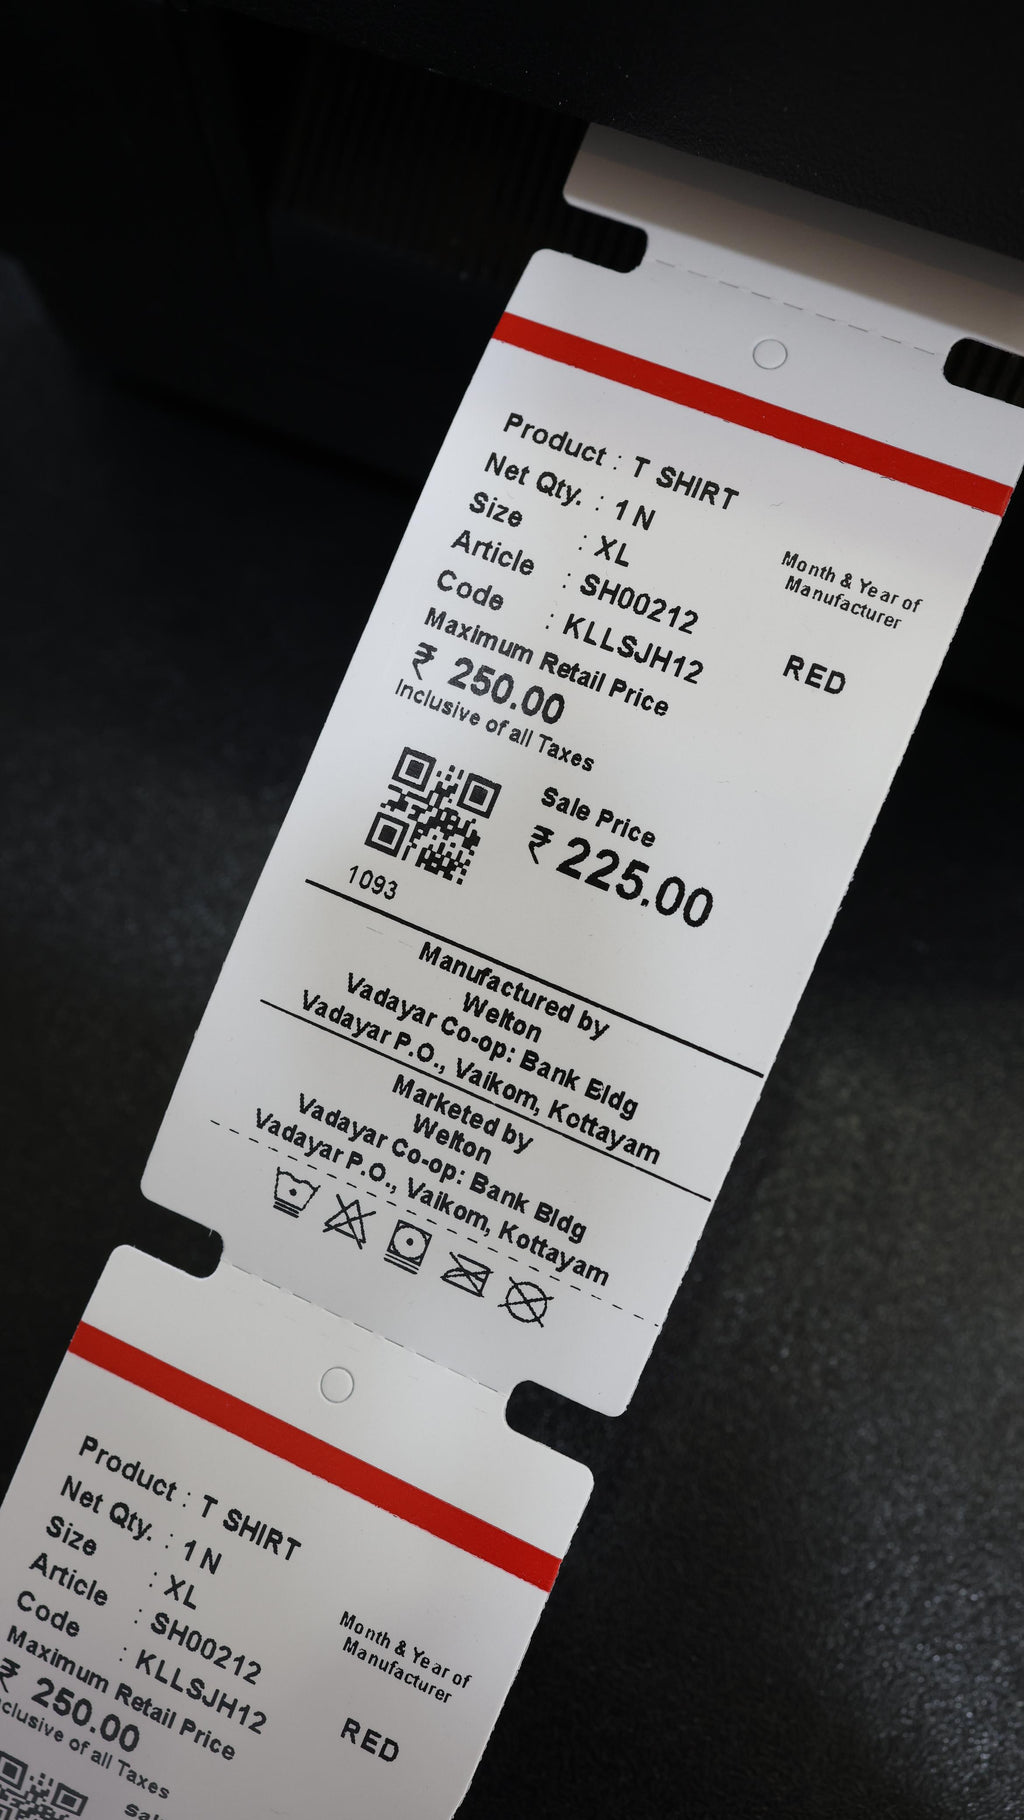 Product : T SHIRT
Net Qty. : 1 N
Size : XL
Article : SH00212
Code : KLLSJH12
Month & Year of
Manufacturer
RED
Maximum Retail Price
₹ 250.00
Inclusive of all Taxes
Sale Price
₹ 225.00
1093
Manufactured by
Welton
Vadayar Co-op: Bank Bldg
Vadayar P.O., Vaikom, Kottayam
Marketed by
Welton
Vadayar Co-op: Bank Bldg
Vadayar P.O., Vaikom, Kottayam
Product : T SHIRT
Net Qty. : 1 N
Size : XL
Article : SH00212
Code : KLLSJH12
Month & Year of
Manufacturer
RED
Maximum Retail Price
₹ 250.00
of all Taxes